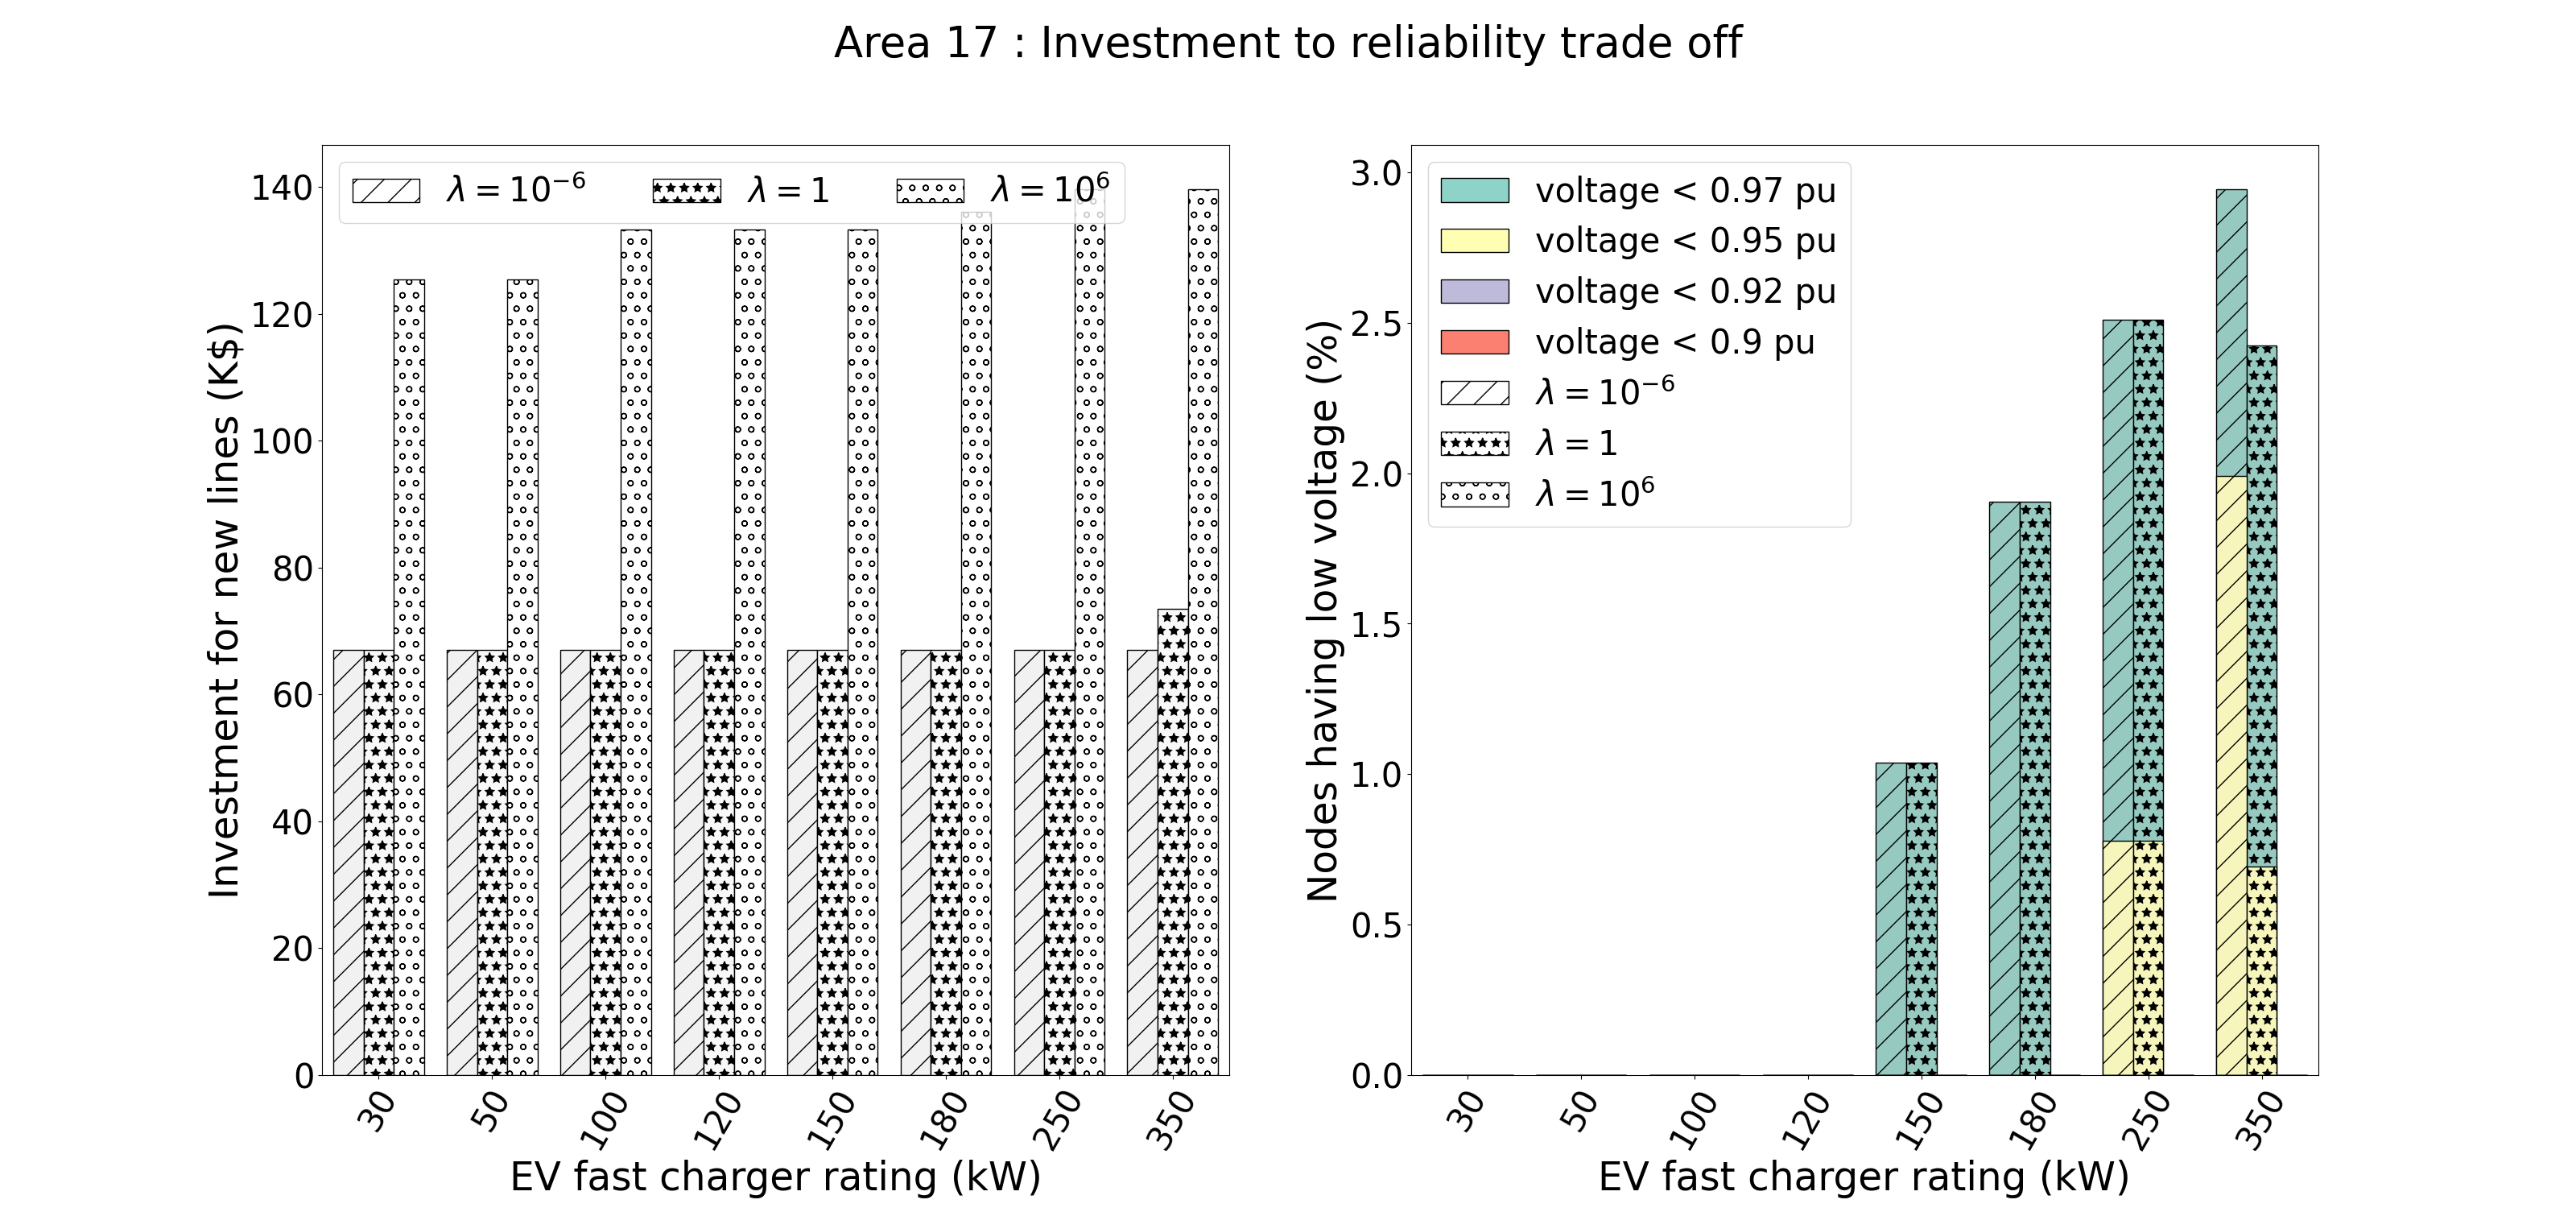 Area 17 : Investment to reliability trade off
λ = 10⁻⁶ λ = 1 λ = 10⁶
Investment for new lines (K$)
140
120
100
80
60
40
20
0
30 50 100 120 150 180 250 350
EV fast charger rating (kW)
voltage < 0.97 pu
voltage < 0.95 pu
voltage < 0.92 pu
voltage < 0.9 pu
λ = 10⁻⁶
λ = 1
λ = 10⁶
Nodes having low voltage (%)
3.0
2.5
2.0
1.5
1.0
0.5
0.0
30 50 100 120 150 180 250 350
EV fast charger rating (kW)